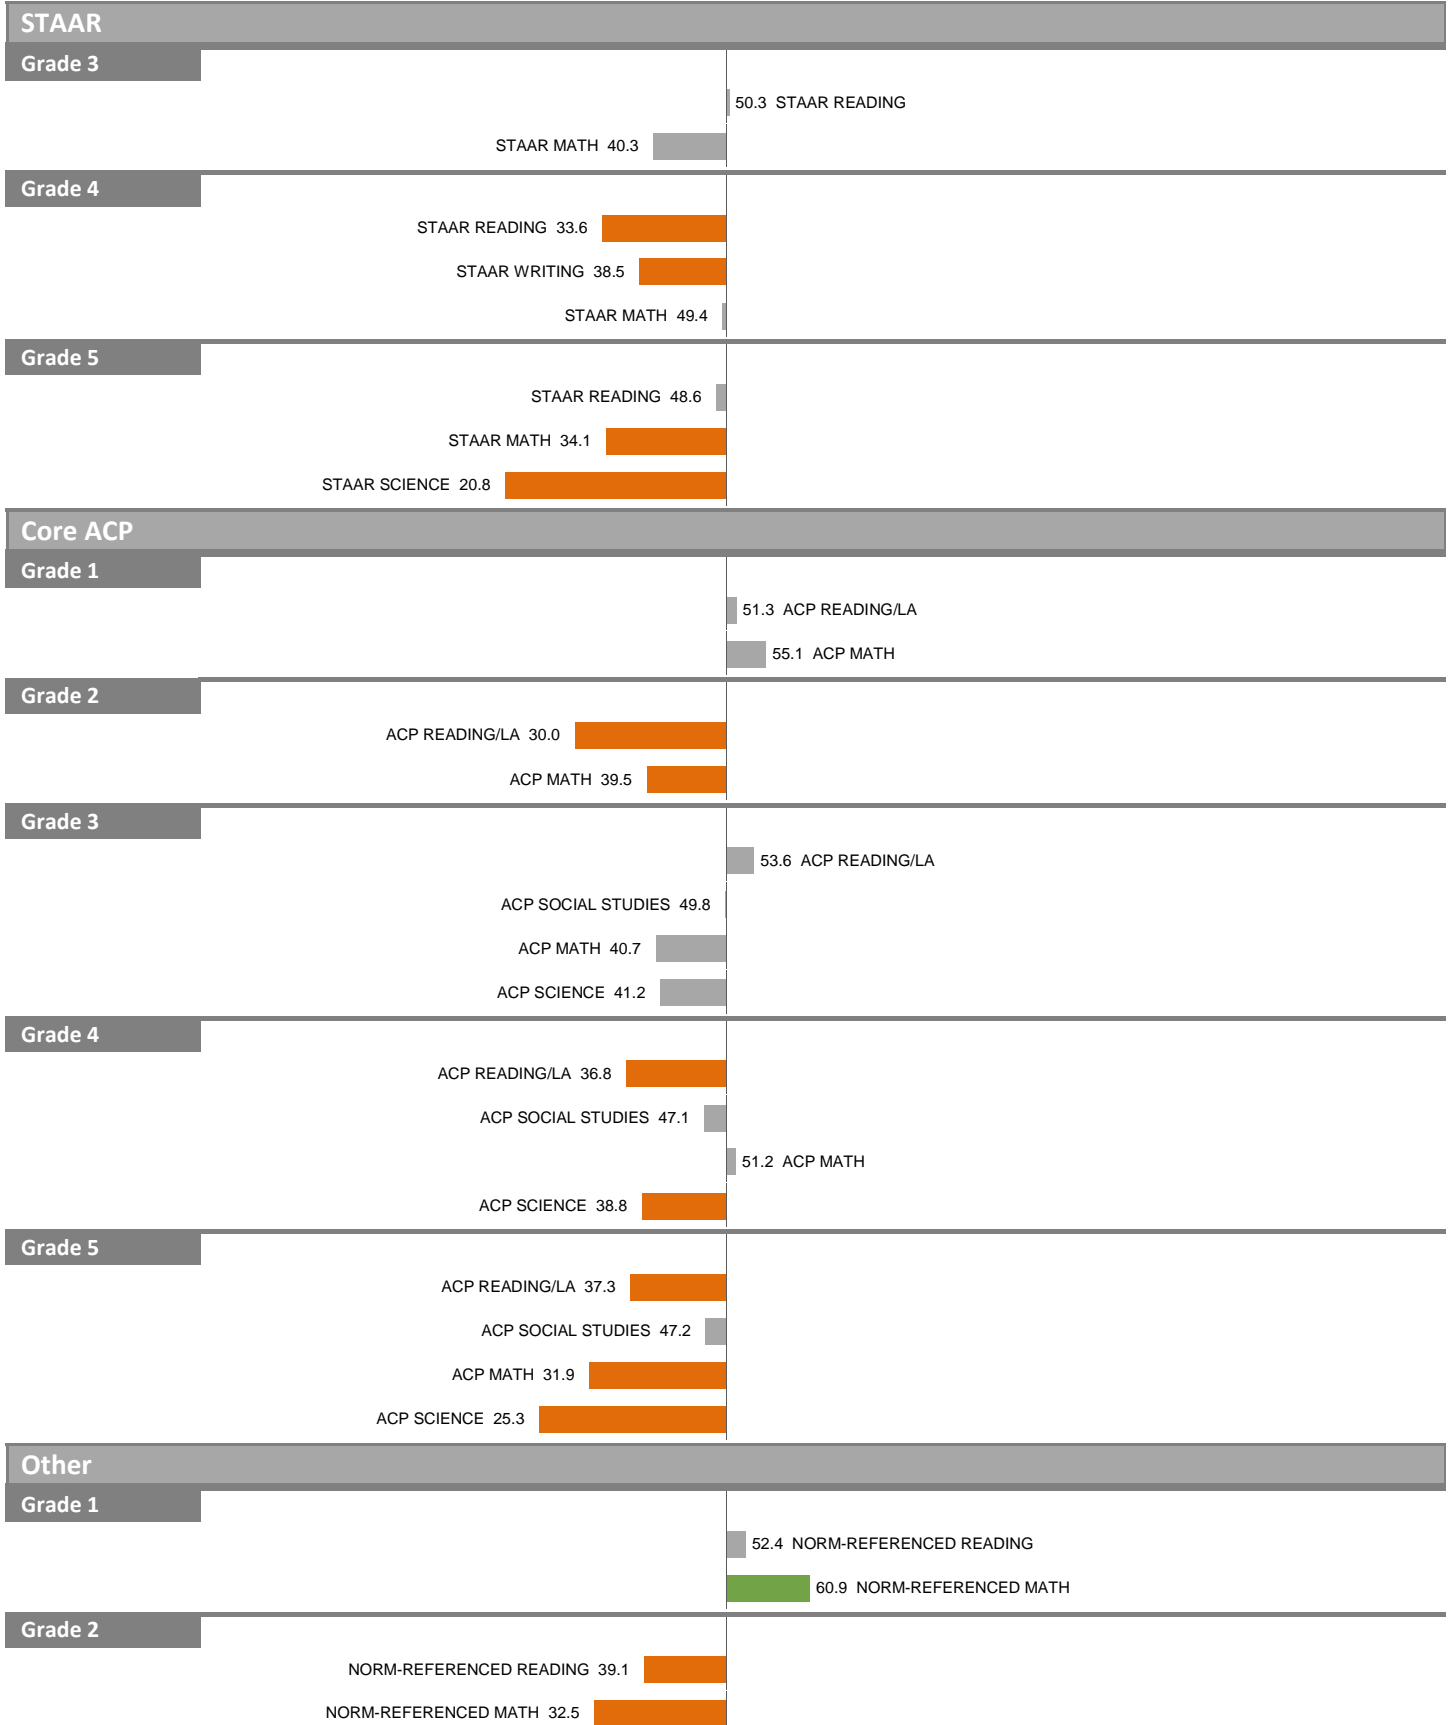 STAAR
Grade 3
50.3 STAAR READING
STAAR MATH 40.3
Grade 4
STAAR READING 33.6
STAAR WRITING 38.5
STAAR MATH 49.4
Grade 5
STAAR READING 48.6
STAAR MATH 34.1
STAAR SCIENCE 20.8
Core ACP
Grade 1
51.3 ACP READING/LA
55.1 ACP MATH
Grade 2
ACP READING/LA 30.0
ACP MATH 39.5
Grade 3
53.6 ACP READING/LA
ACP SOCIAL STUDIES 49.8
ACP MATH 40.7
ACP SCIENCE 41.2
Grade 4
ACP READING/LA 36.8
ACP SOCIAL STUDIES 47.1
51.2 ACP MATH
ACP SCIENCE 38.8
Grade 5
ACP READING/LA 37.3
ACP SOCIAL STUDIES 47.2
ACP MATH 31.9
ACP SCIENCE 25.3
Other
Grade 1
52.4 NORM-REFERENCED READING
60.9 NORM-REFERENCED MATH
Grade 2
NORM-REFERENCED READING 39.1
NORM-REFERENCED MATH 32.5